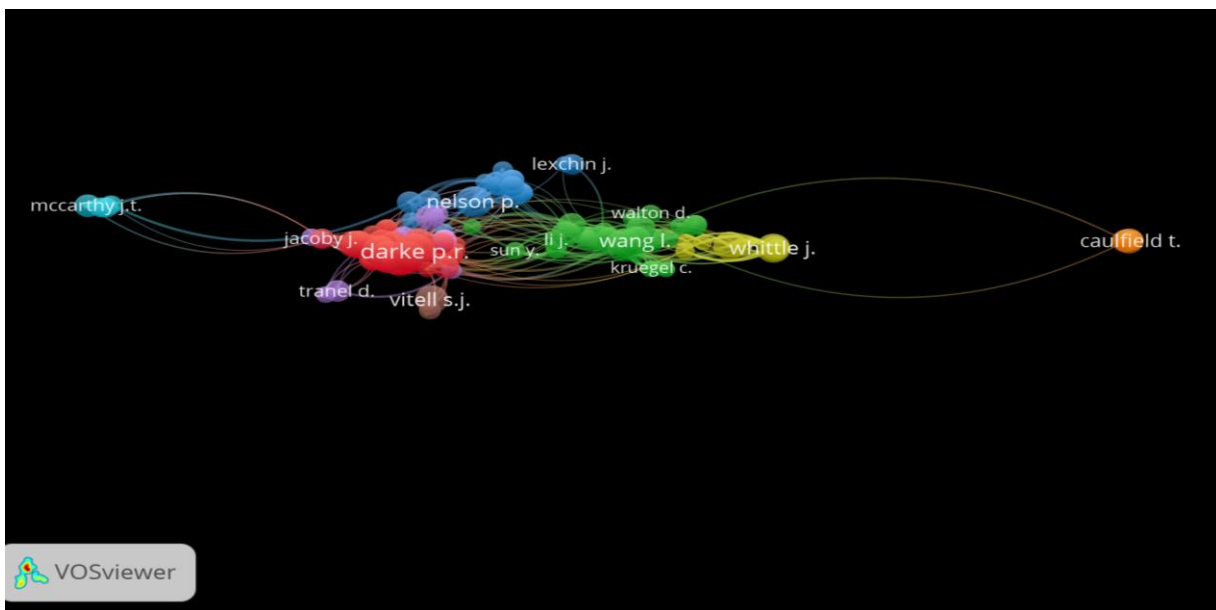 lexchin j.
mccarthy j.t.
nelson p.
walton d.
jacoby j.
darke p.r.
sun y.
li j.
wang l.
whittle j.
caulfield t.
kruegel c.
tranel d.
vitell s.j.
VOSviewer